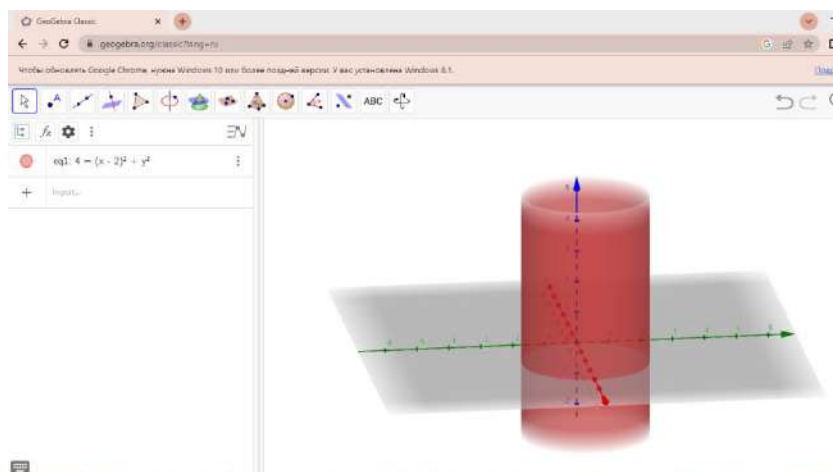 GeoGebra Classic
geogebra.org/classic?lang=ru
Чтобы обновлять Google Chrome, нужна Windows 10 или более поздней версии. У вас установлена Windows 8.1.
ABC
eq1: 4 = (x - 2)² + y²
Input...